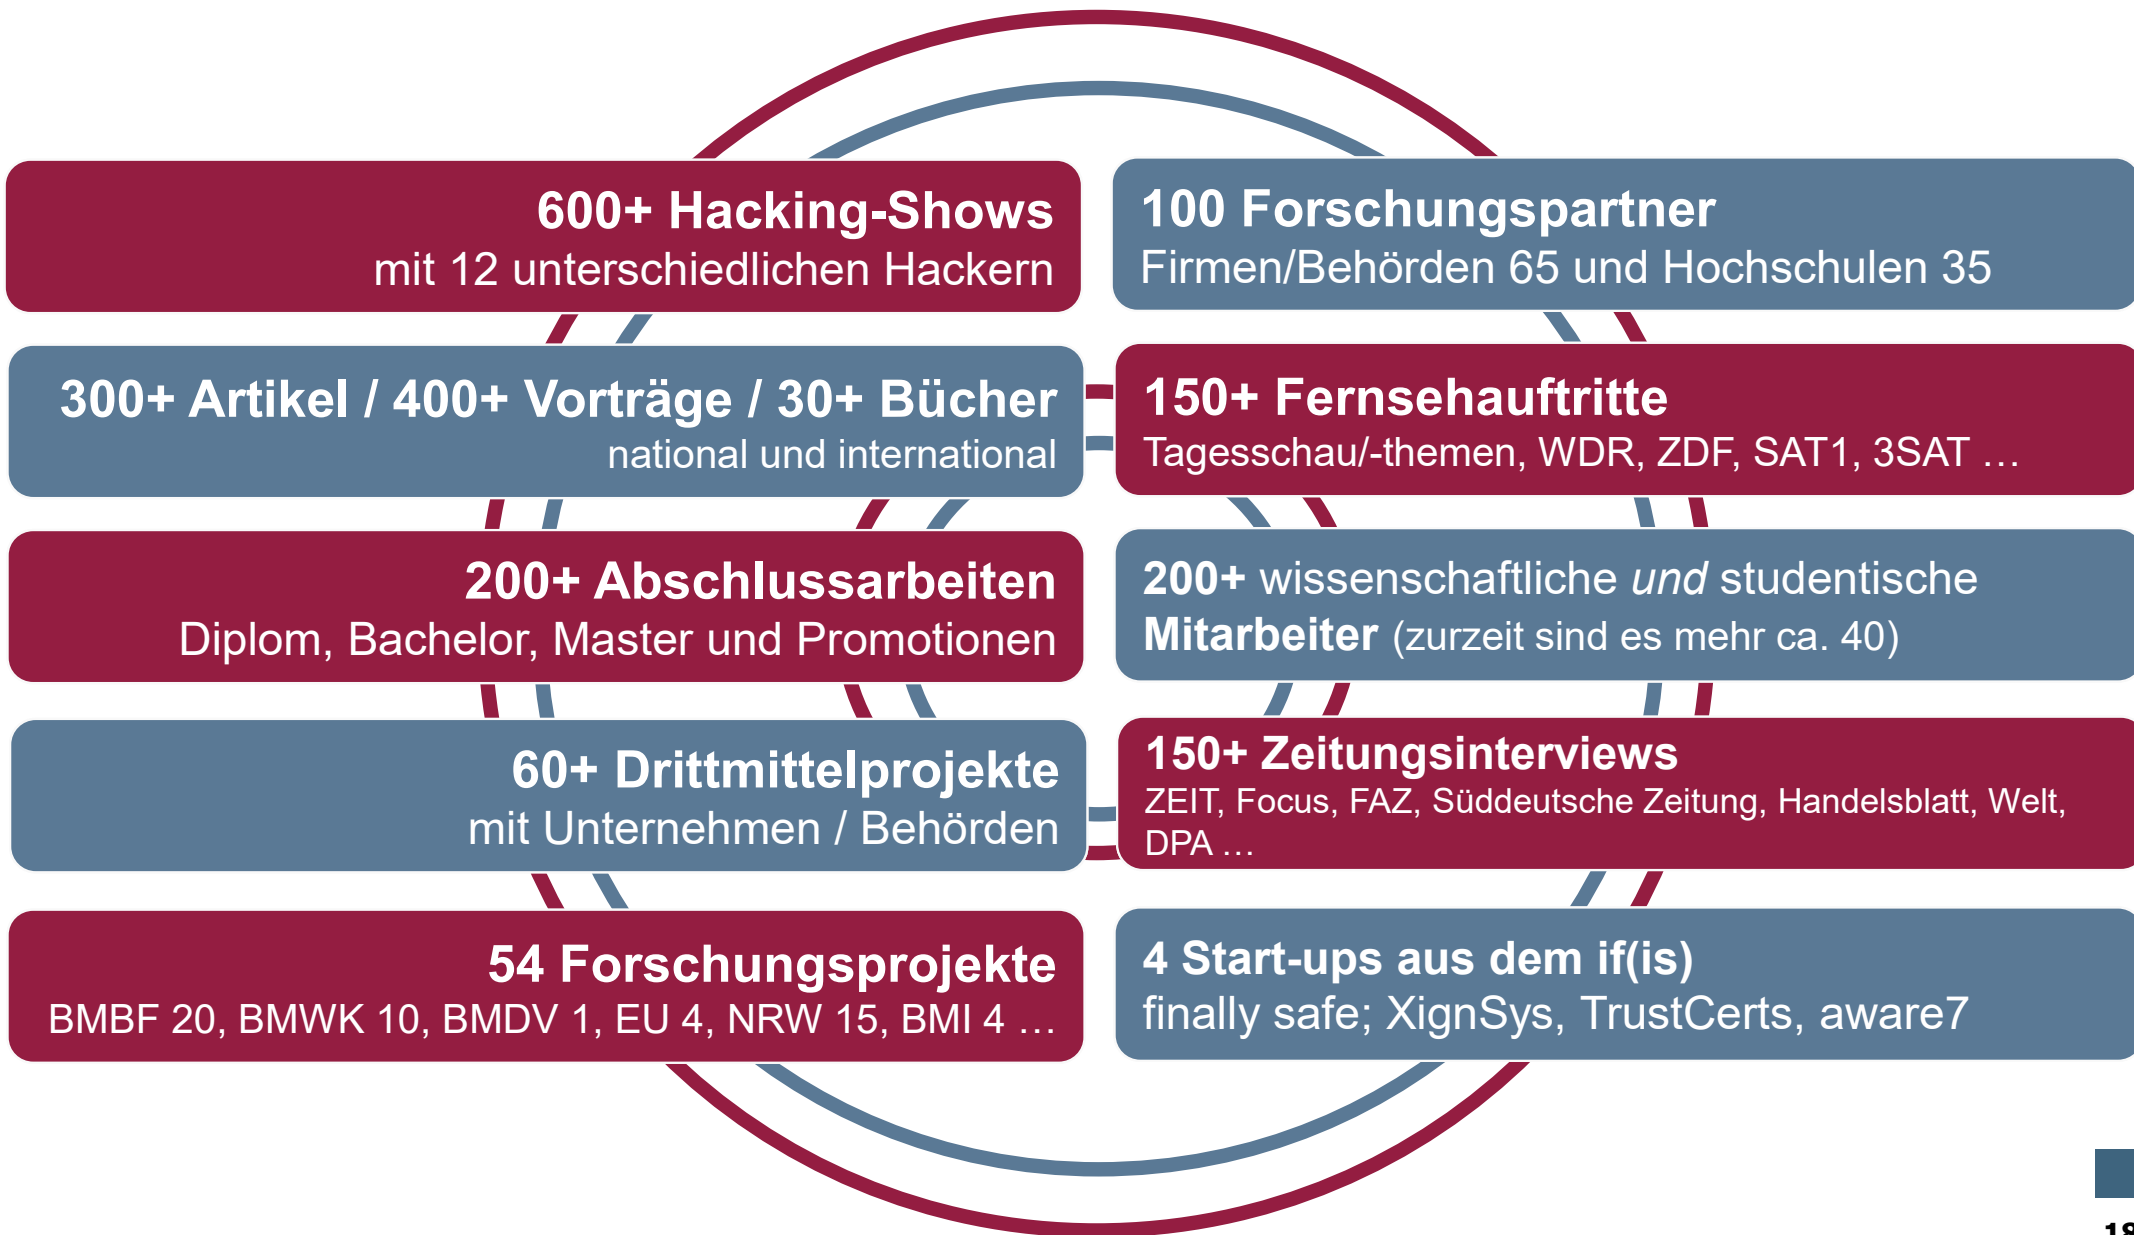 600+ Hacking-Shows
mit 12 unterschiedlichen Hackern
300+ Artikel / 400+ Vorträge / 30+ Bücher
national und international
200+ Abschlussarbeiten
Diplom, Bachelor, Master und Promotionen
60+ Drittmittelprojekte
mit Unternehmen / Behörden
54 Forschungsprojekte
BMBF 20, BMWK 10, BMDV 1, EU 4, NRW 15, BMI 4 …
100 Forschungspartner
Firmen/Behörden 65 und Hochschulen 35
150+ Fernsehauftritte
Tagesschau/-themen, WDR, ZDF, SAT1, 3SAT …
200+ wissenschaftliche und studentische
Mitarbeiter (zurzeit sind es mehr ca. 40)
150+ Zeitungsinterviews
ZEIT, Focus, FAZ, Süddeutsche Zeitung, Handelsblatt, Welt,
DPA …
4 Start-ups aus dem if(is)
finally safe; XignSys, TrustCerts, aware7
18